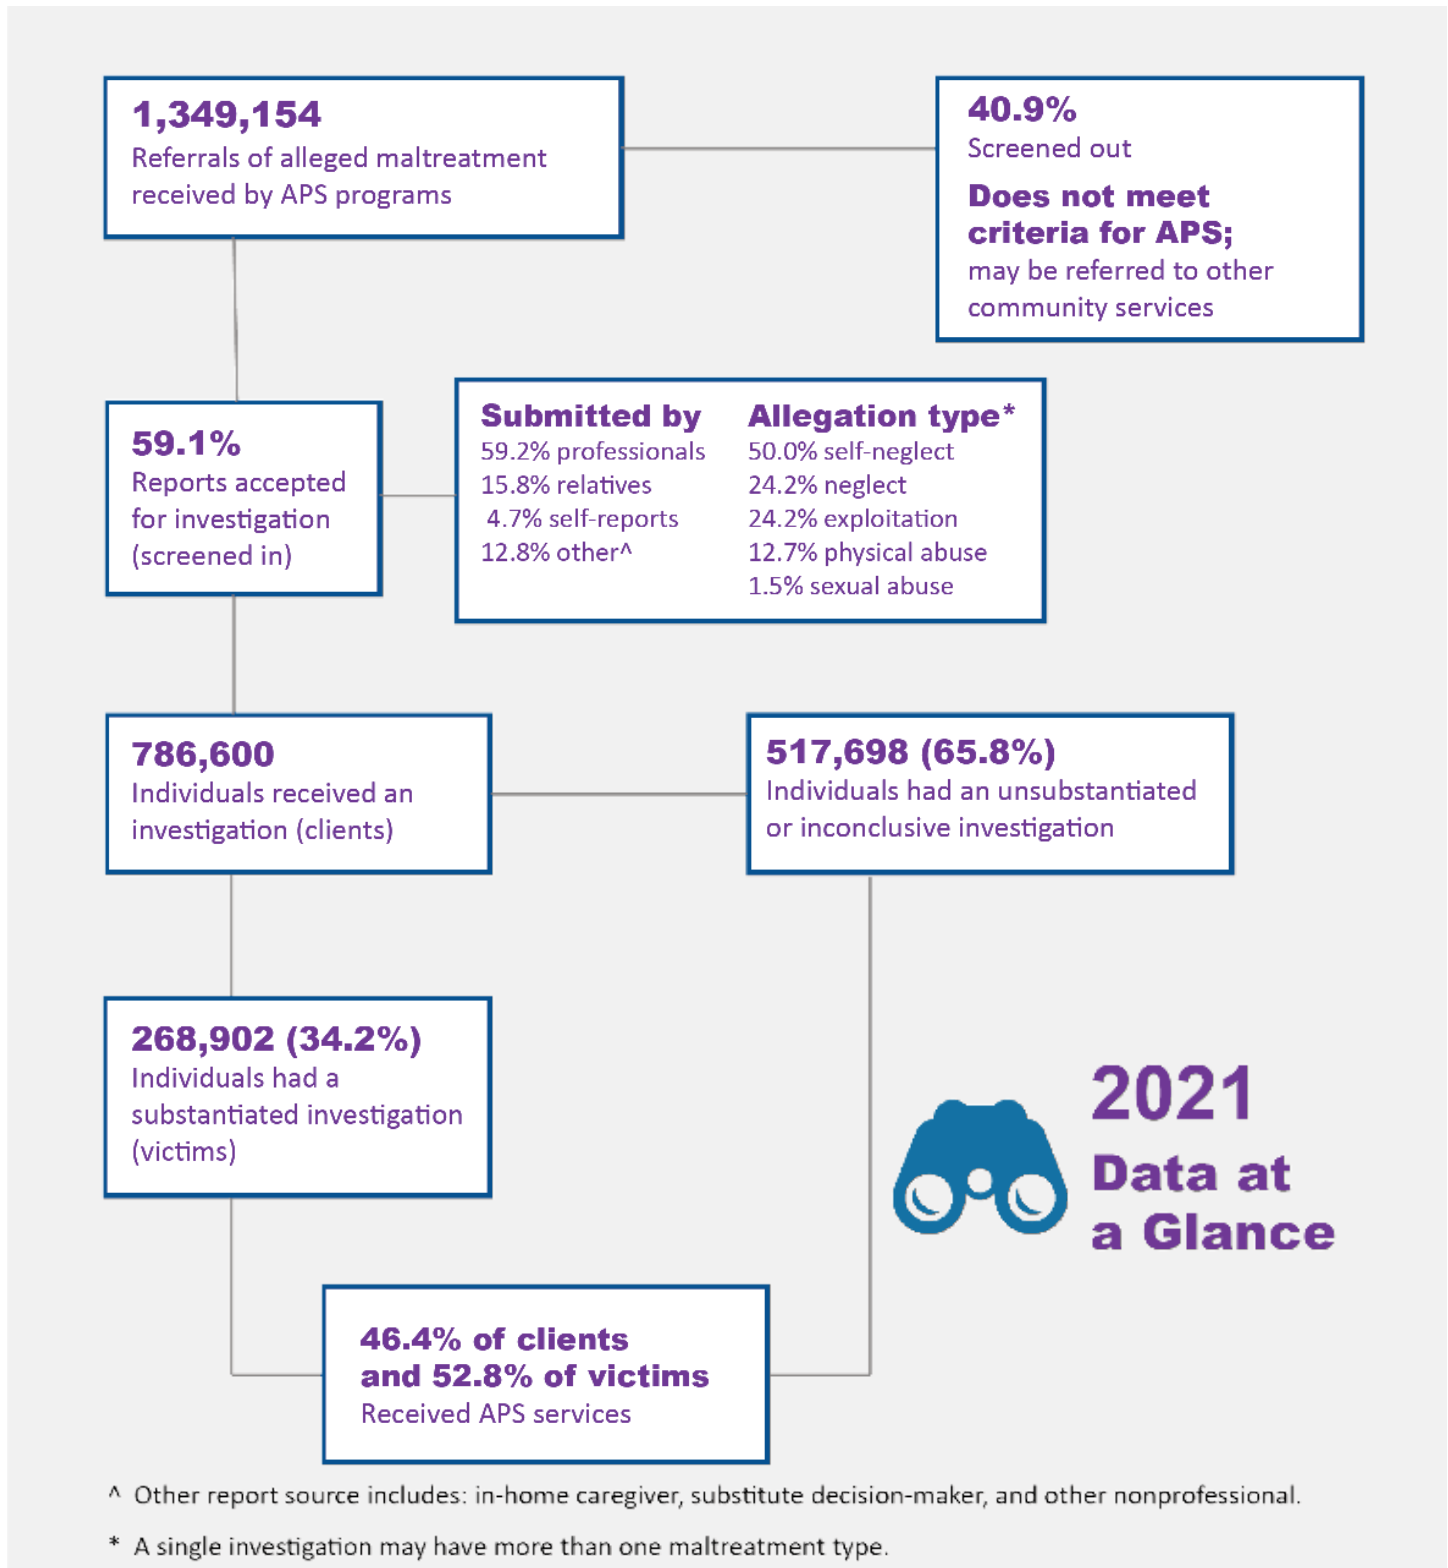 1,349,154
Referrals of alleged maltreatment
received by APS programs
40.9%
Screened out
Does not meet
criteria for APS;
may be referred to other
community services
59.1%
Reports accepted
for investigation
(screened in)
Submitted by
59.2% professionals
15.8% relatives
4.7% self-reports
12.8% other^
Allegation type*
50.0% self-neglect
24.2% neglect
24.2% exploitation
12.7% physical abuse
1.5% sexual abuse
786,600
Individuals received an
investigation (clients)
517,698 (65.8%)
Individuals had an unsubstantiated
or inconclusive investigation
268,902 (34.2%)
Individuals had a
substantiated investigation
(victims)
2021
Data at
a Glance
46.4% of clients
and 52.8% of victims
Received APS services
^ Other report source includes: in-home caregiver, substitute decision-maker, and other nonprofessional.
* A single investigation may have more than one maltreatment type.